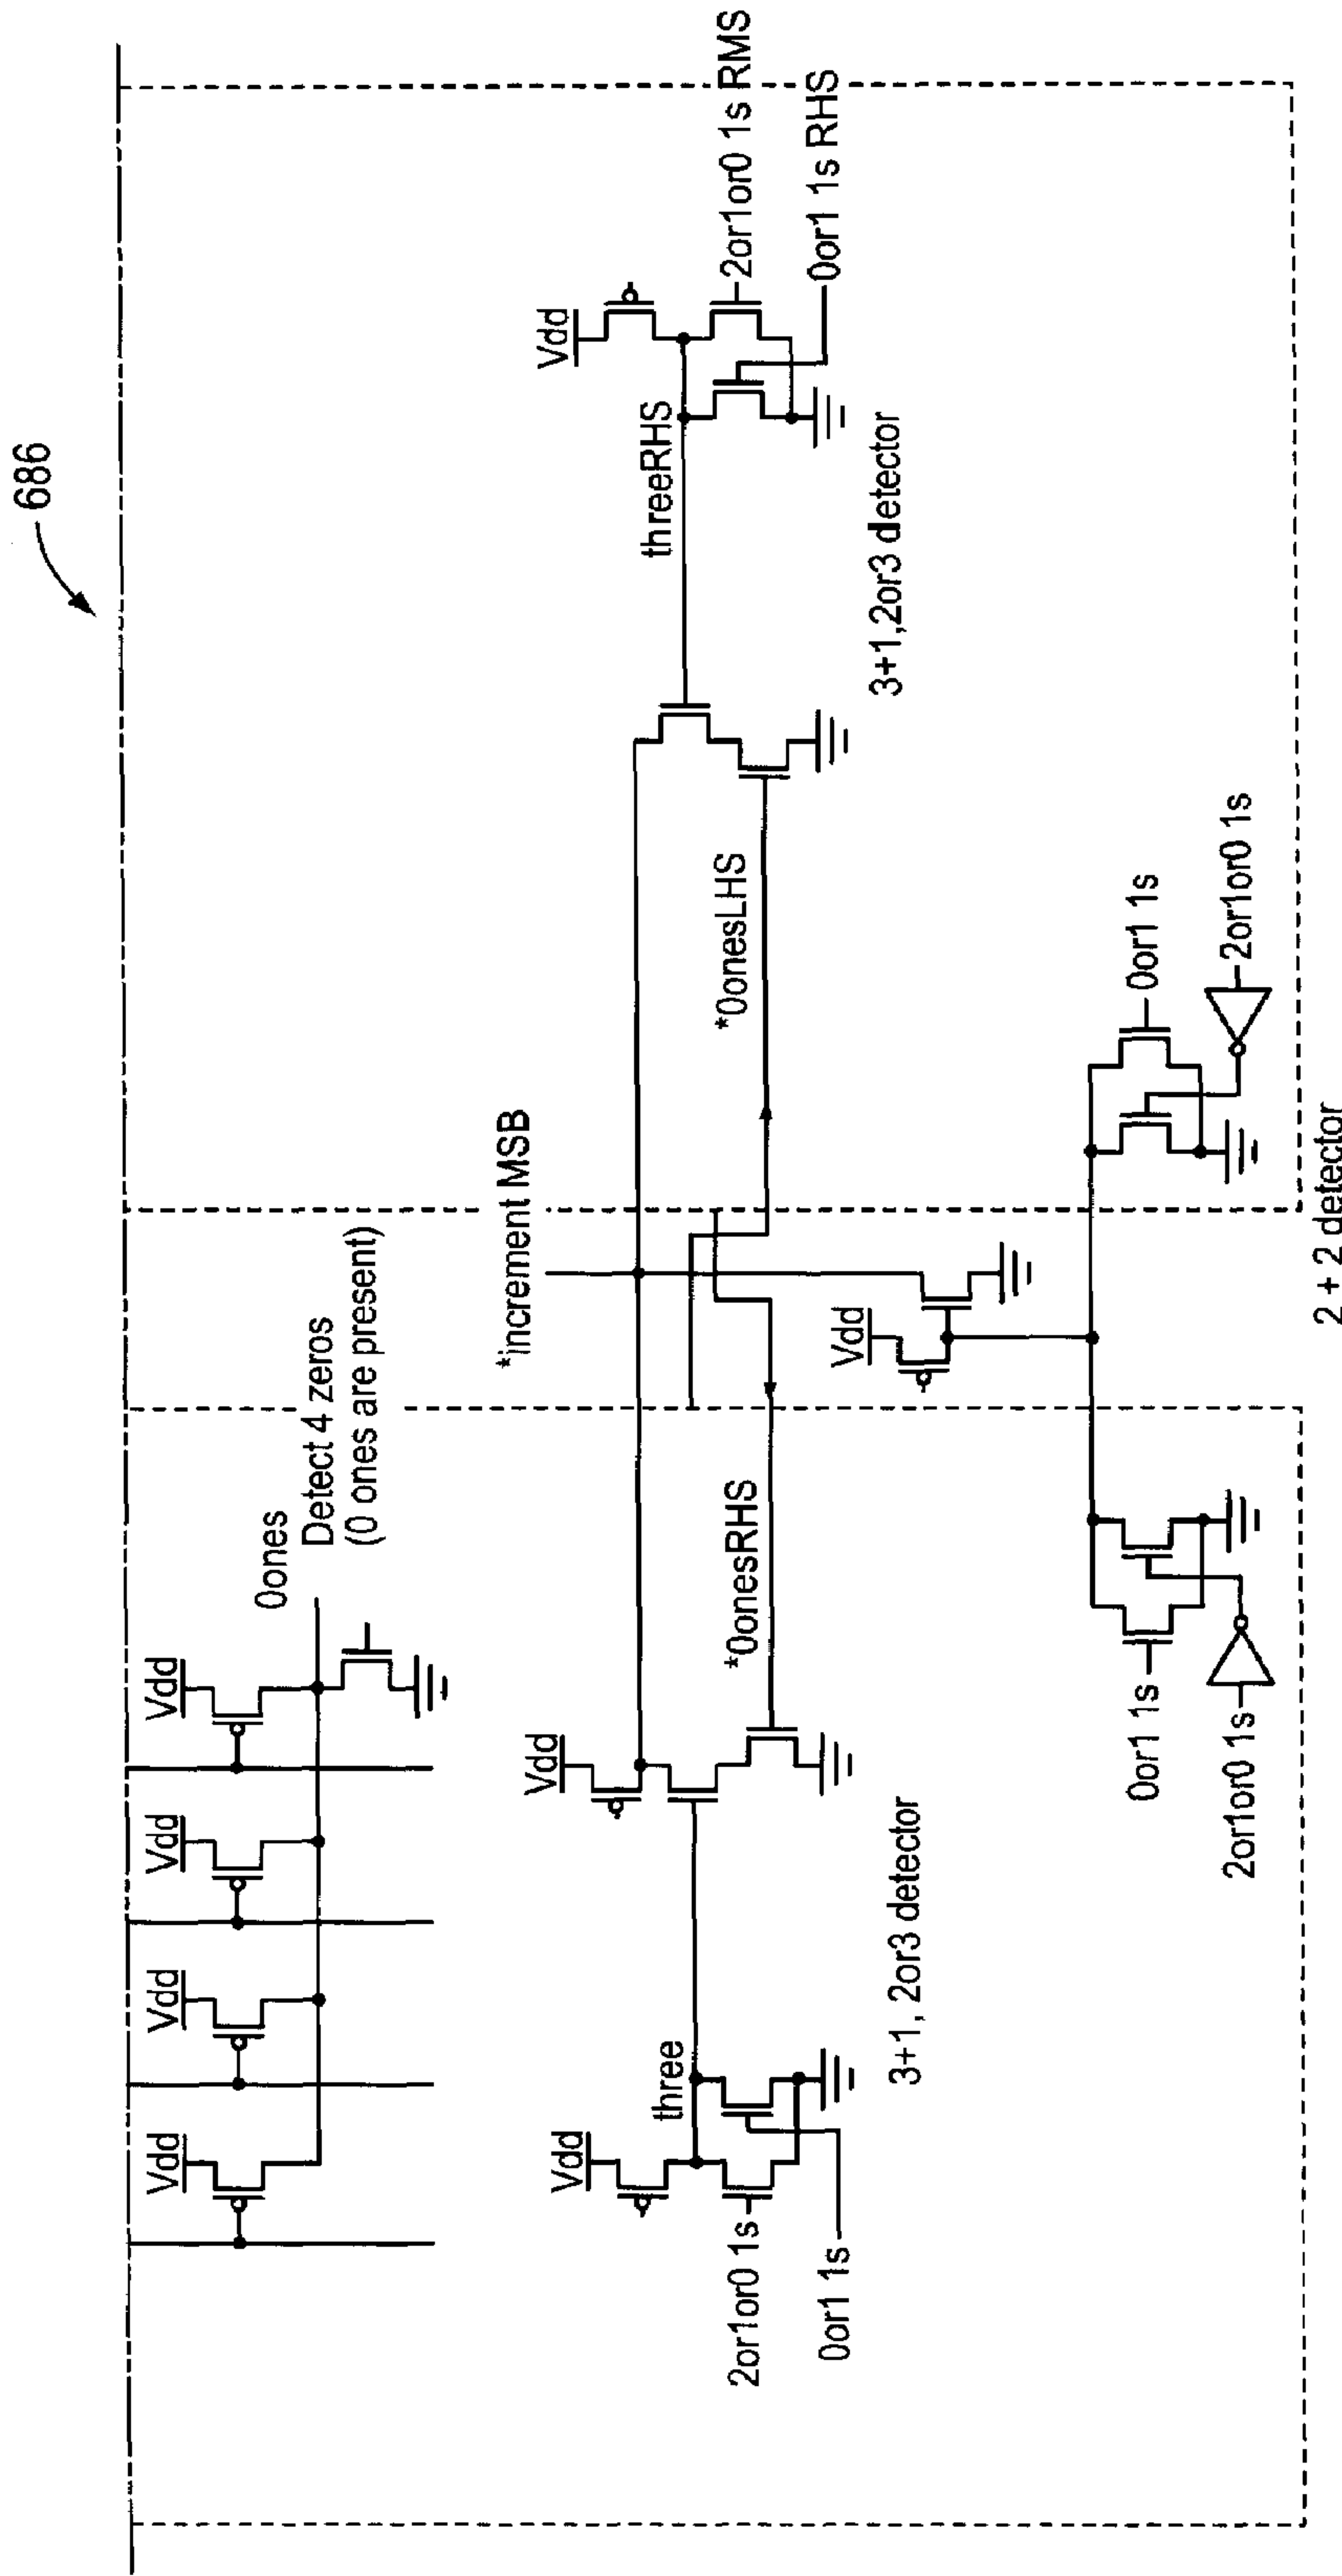 686
Vdd
Vdd
Vdd
Vdd
0ones
Detect 4 zeros
(0 ones are present)
*increment MSB
Vdd
three
2or1or0 1s
0or1 1s
3+1, 2or3 detector
Vdd
*0onesRHS
*0onesLHS
threeRHS
Vdd
2or1or0 1s RMS
0or1 1s RHS
3+1,2or3 detector
Vdd
0or1 1s
2or1or0 1s
0or1 1s
2or1or0 1s
2 + 2 detector